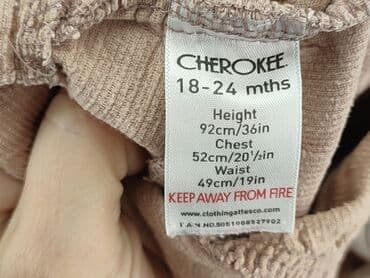 CHEROKEE
18-24 mths
Height
92cm/36in
Chest
52cm/20½in
Waist
49cm/19in
KEEP AWAY FROM FIRE
www.clothingattesco.com